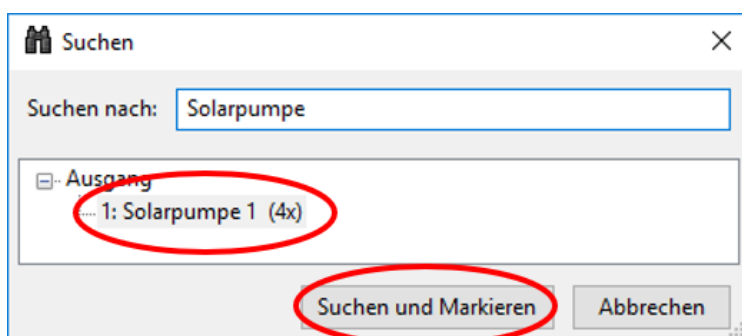 Suchen
Suchen nach: Solarpumpe
Ausgang
1: Solarpumpe 1 (4x)
Suchen und Markieren Abbrechen